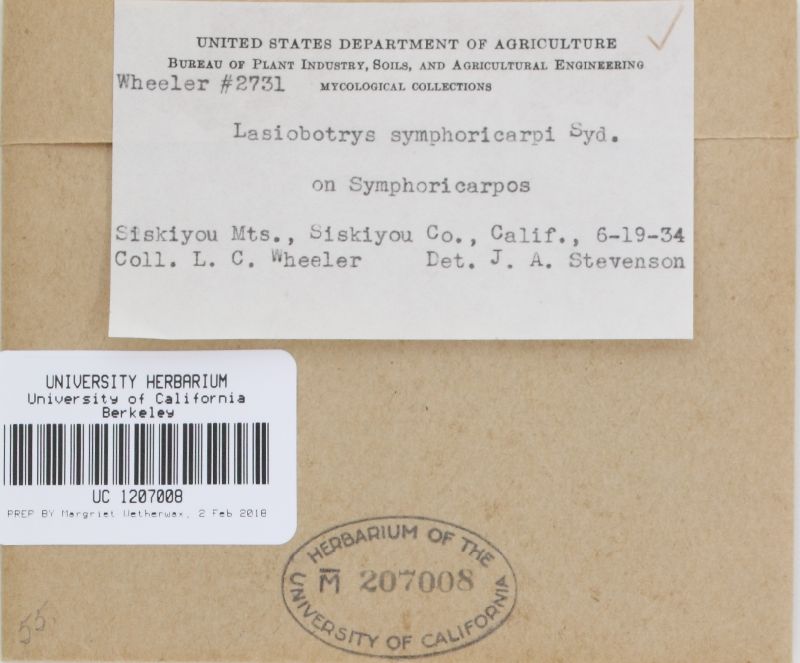 UNITED STATES DEPARTMENT OF AGRICULTURE
BUREAU OF PLANT INDUSTRY, SOILS, AND AGRICULTURAL ENGINEERING
Wheeler #2731 MYCOLOGICAL COLLECTIONS
Lasiobotrys symphoricarpi Syd.
on Symphoricarpos
Siskiyou Mts., Siskiyou Co., Calif., 6-19-34
Coll. L. C. Wheeler Det. J. A. Stevenson
UNIVERSITY HERBARIUM
University of California
Berkeley
UC 1207008
PREP BY Margriet Wetherwax, 2 Feb 2018
HERBARIUM OF THE
M 207008
UNIVERSITY OF CALIFORNIA
55.